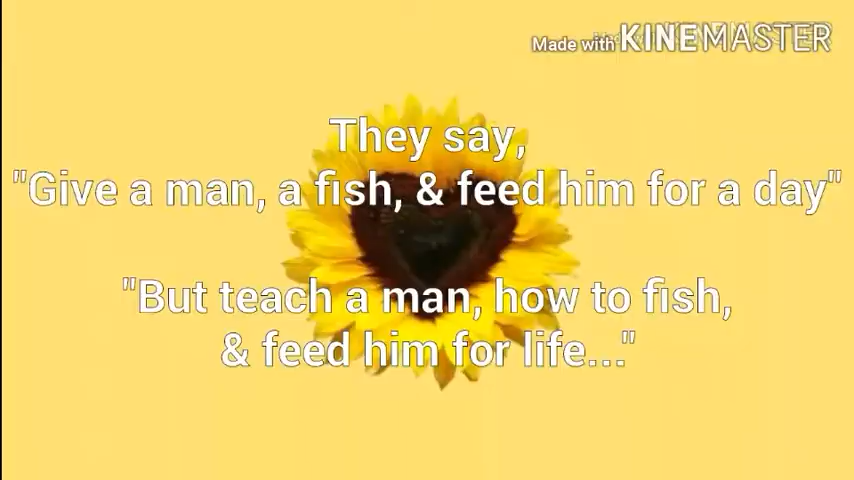 Made with KINEMASTER
They say,
"Give a man, a fish, & feed him for a day"
"But teach a man, how to fish,
& feed him for life..."